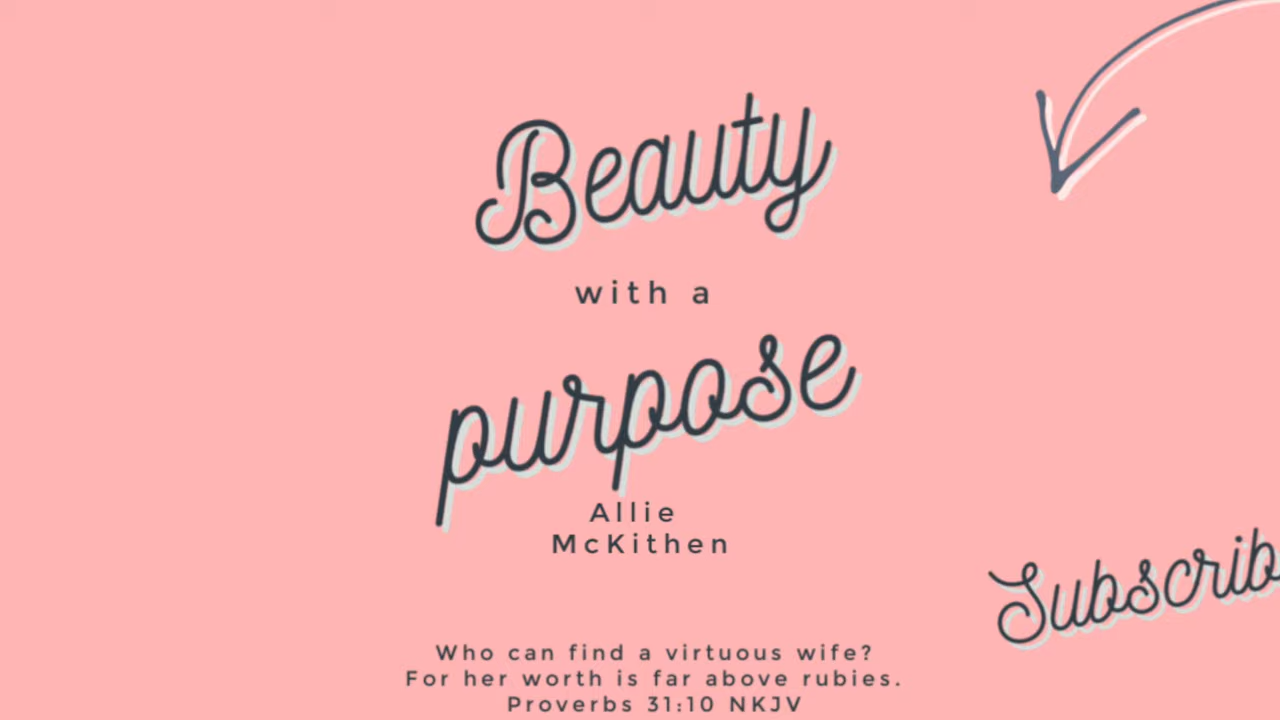 Beauty
with a
purpose
Allie
McKithen
Subscrib
Who can find a virtuous wife?
For her worth is far above rubies.
Proverbs 31:10 NKJV